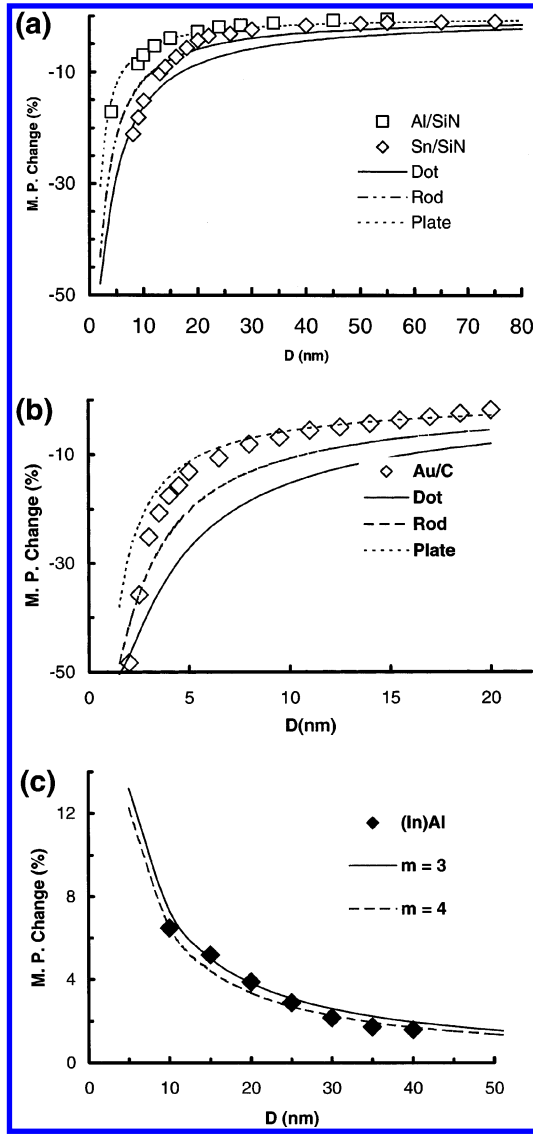 (a)
M. P. Change (%)
-10
-30
-50
Al/SiN
Sn/SiN
Dot
Rod
Plate
0 10 20 30 40 50 60 70 80
D (nm)
(b)
M. P. Change (%)
-10
-30
-50
Au/C
Dot
Rod
Plate
0 5 10 15 20
D(nm)
(c)
M. P. Change (%)
12
8
4
0
(In)Al
m = 3
m = 4
0 10 20 30 40 50
D (nm)